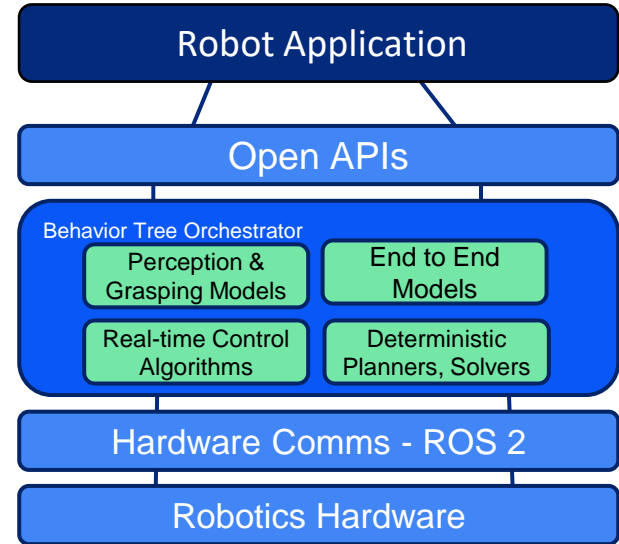 Robot Application
Open APIs
Behavior Tree Orchestrator
Perception &
Grasping Models
End to End
Models
Real-time Control
Algorithms
Deterministic
Planners, Solvers
Hardware Comms - ROS 2
Robotics Hardware